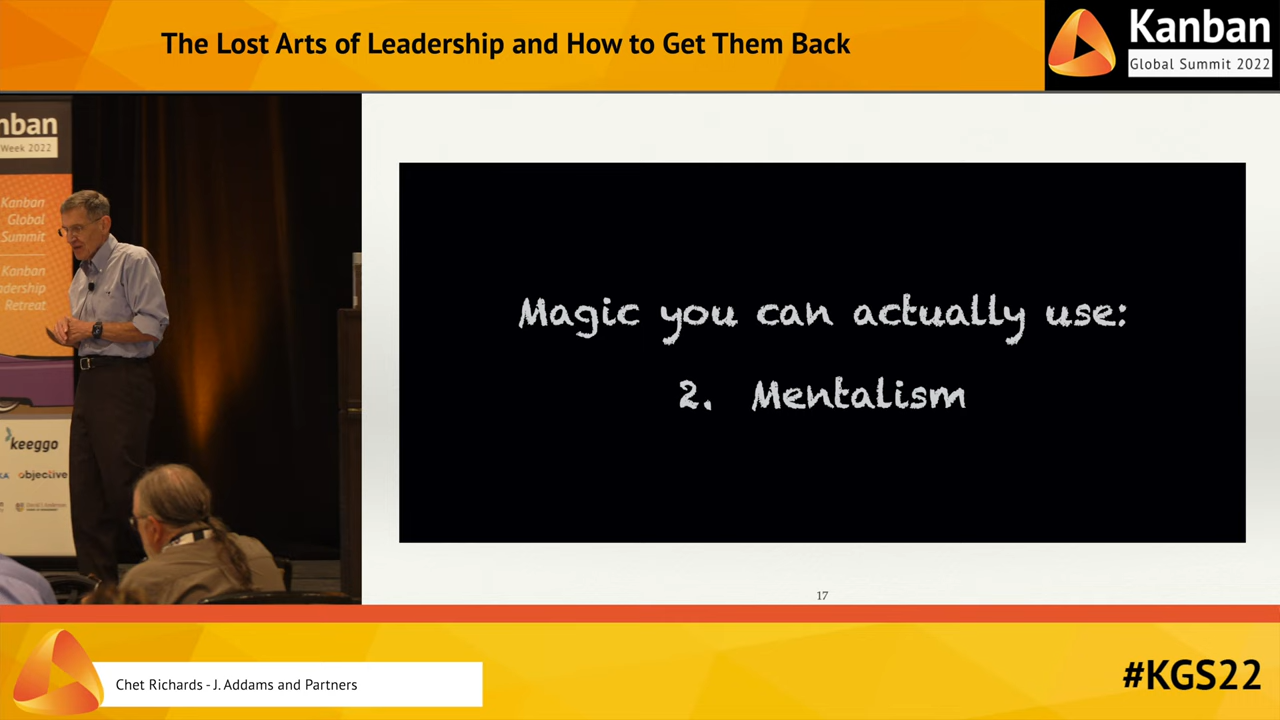 The Lost Arts of Leadership and How to Get Them Back
Kanban
Global Summit 2022
nban
Week 2022
Kanban
Global
Summit
Kanban
dership
Retreat
keeggo
objective
Magic you can actually use:
2. Mentalism
17
Chet Richards - J. Addams and Partners
#KGS22